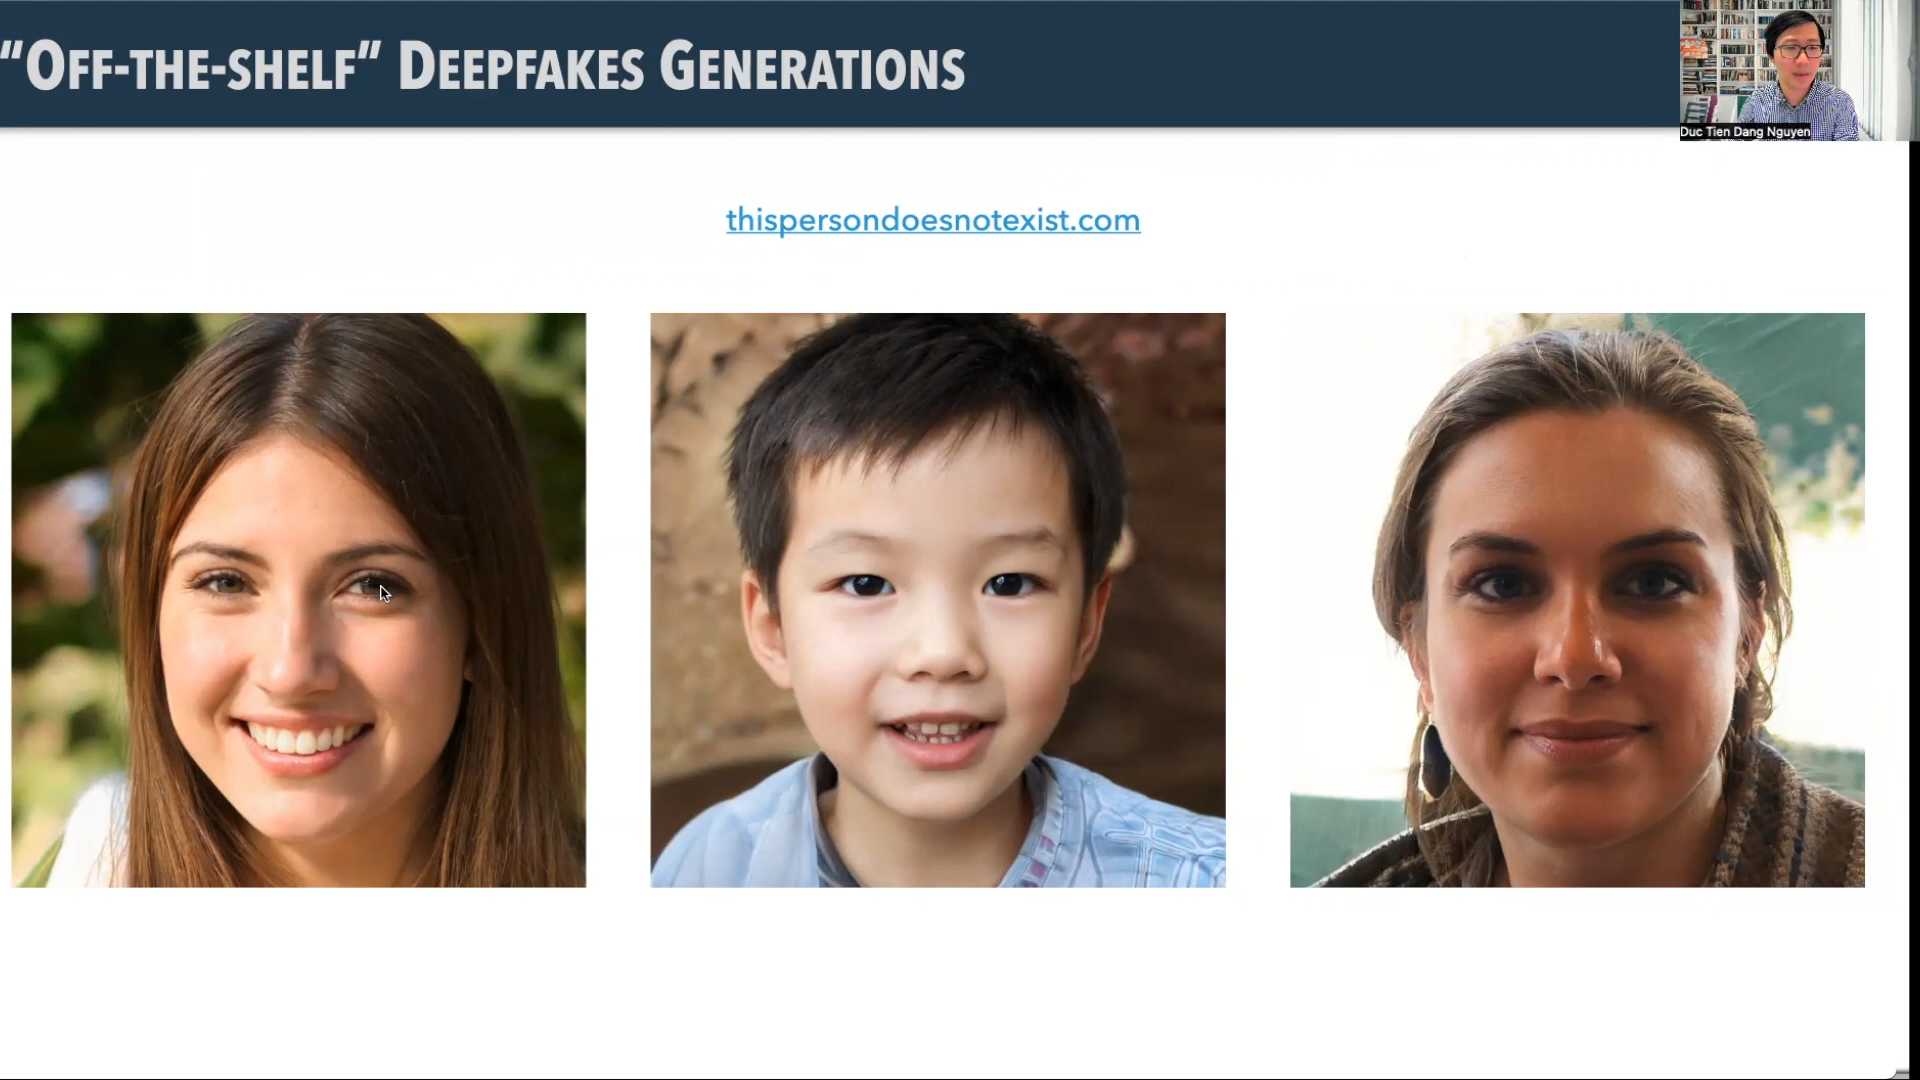 “OFF-THE-SHELF” DEEPFAKES GENERATIONS
Duc Tien Dang Nguyen
thispersondoesnotexist.com